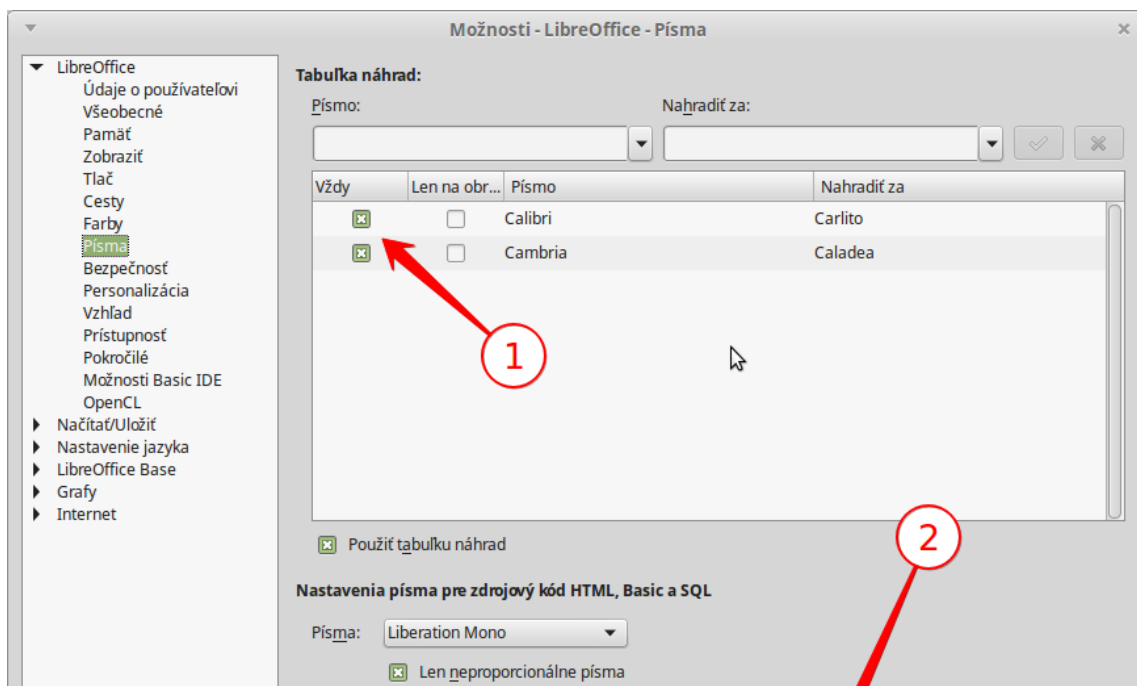 Možnosti - LibreOffice - Písma
LibreOffice
Údaje o používateľovi
Všeobecné
Pamäť
Zobraziť
Tlač
Cesty
Farby
Písma
Bezpečnosť
Personalizácia
Vzhľad
Prístupnosť
Pokročilé
Možnosti Basic IDE
OpenCL
Načítať/Uložiť
Nastavenie jazyka
LibreOffice Base
Grafy
Internet
Tabuľka náhrad:
Písmo: Nahradiť za:
Vždy Len na obr... Písmo Nahradiť za
Calibri Carlito
Cambria Caladea
1
2
Použiť tabuľku náhrad
Nastavenia písma pre zdrojový kód HTML, Basic a SQL
Písma: Liberation Mono
Len neproporcionálne písma